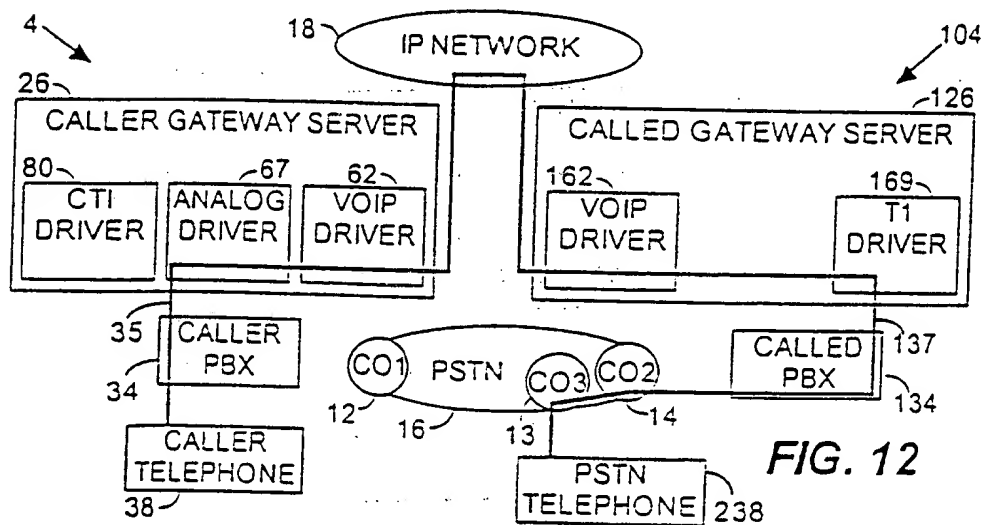 4
18
IP NETWORK
104
26
CALLER GATEWAY SERVER
80
CTI
DRIVER
67
ANALOG
DRIVER
62
VOIP
DRIVER
126
CALLED GATEWAY SERVER
162
VOIP
DRIVER
169
T1
DRIVER
35
CALLER
PBX
34
CALLER
TELEPHONE
38
CO1
PSTN
CO3
CO2
12
16
13
14
CALLED
PBX
137
134
PSTN
TELEPHONE
238
FIG. 12